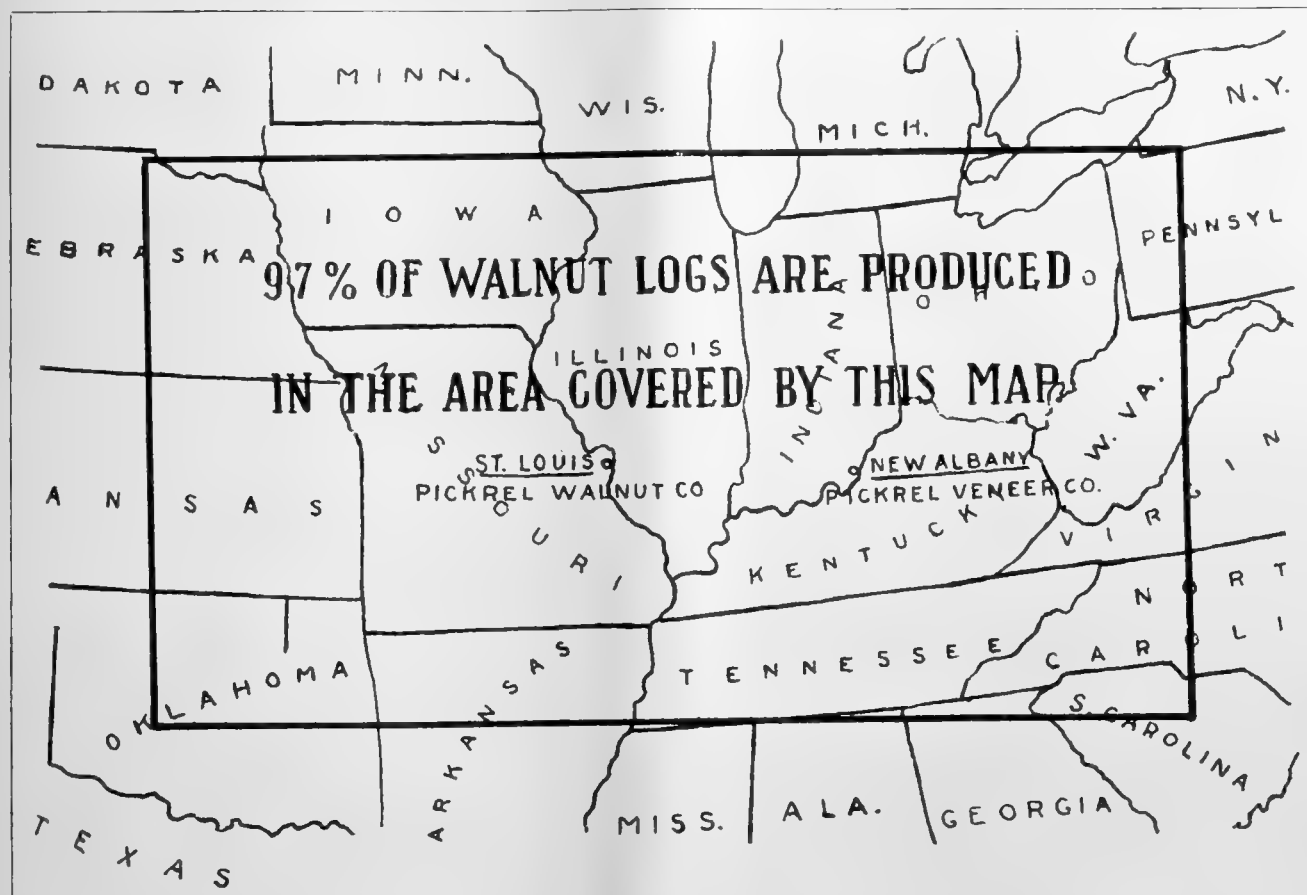 DAKOTA
MINN.
WIS.
MICH.
N.Y.
IOWA
EBRASKA
PENNSYL
97% OF WALNUT LOGS ARE PRODUCED
OHIO
ILLINOIS
INDIANA
IN THE AREA COVERED BY THIS MAP
MISSOURI
W. VA.
ST. LOUIS
PICKREL WALNUT CO
NEW ALBANY
PICKREL VENEER CO.
ANSAS
KENTUCK
VIRGIN
NORT
CAROLI
TENNESSEE
OKLAHOMA
ARKANSAS
S. CAROLINA
MISS.
ALA.
GEORGIA
TEXAS